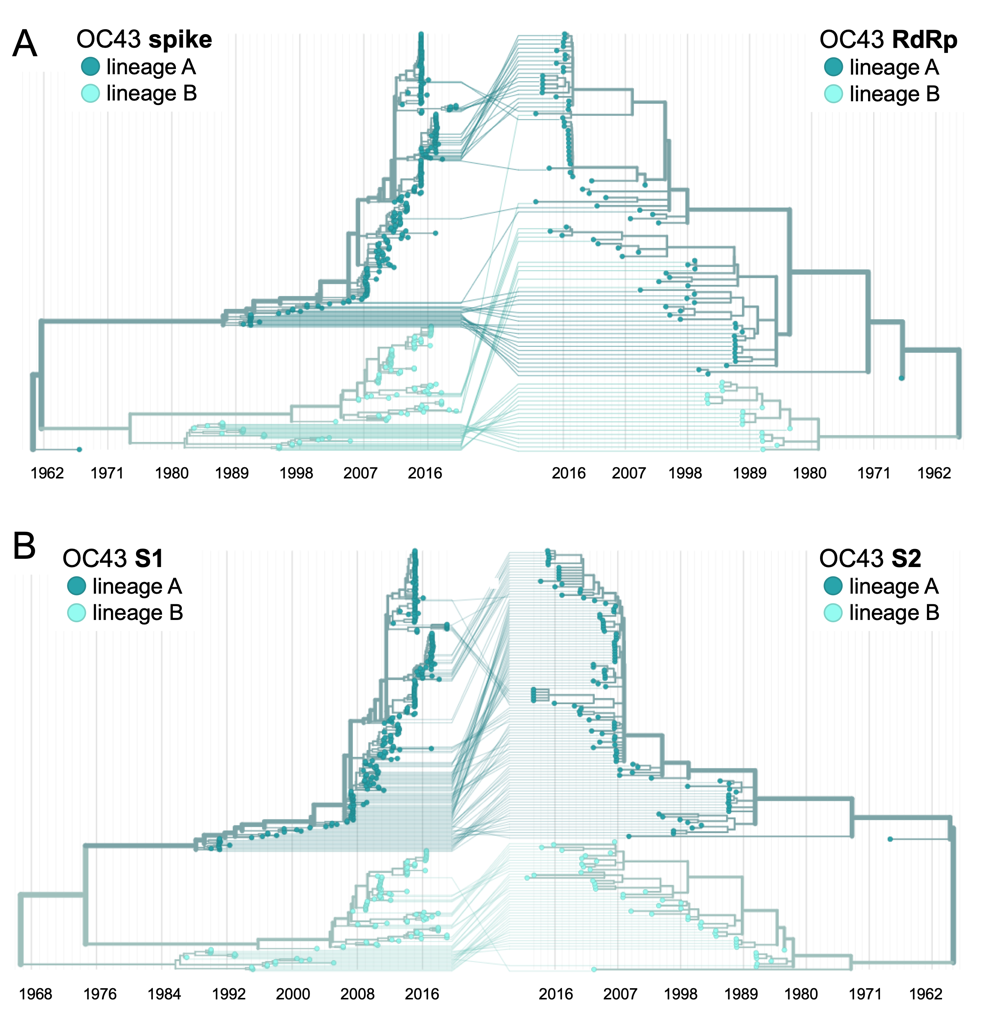 A
OC43 spike
lineage A
lineage B
OC43 RdRp
lineage A
lineage B
1962 1971 1980 1989 1998 2007 2016
2016 2007 1998 1989 1980 1971 1962
B
OC43 S1
lineage A
lineage B
OC43 S2
lineage A
lineage B
1968 1976 1984 1992 2000 2008 2016
2016 2007 1998 1989 1980 1971 1962